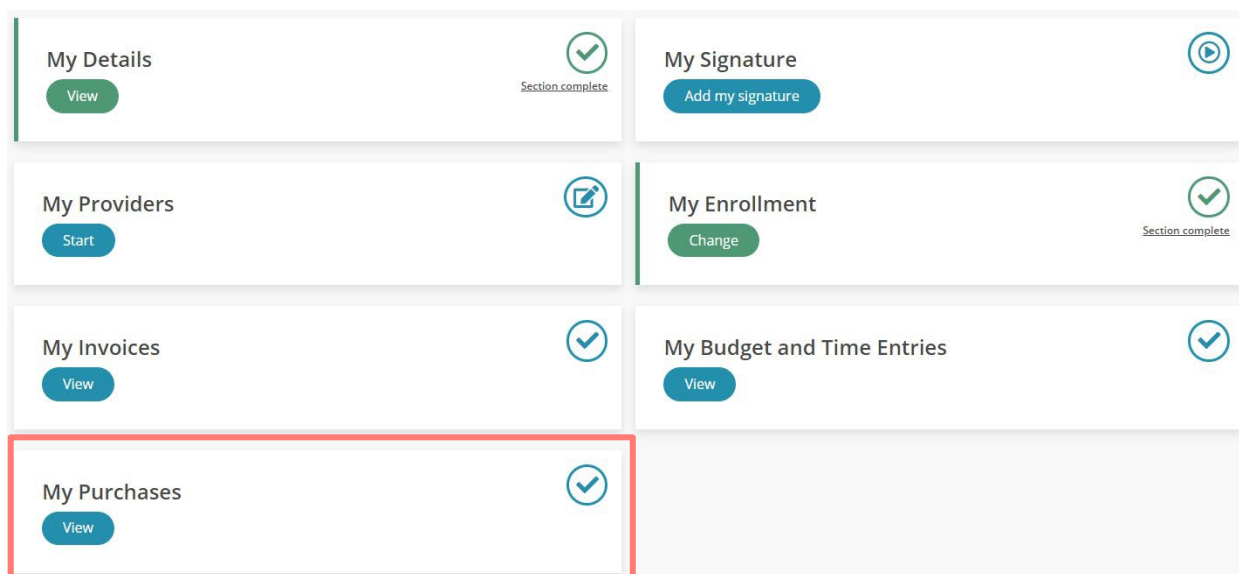 My Details
View
Section complete
My Signature
Add my signature
My Providers
Start
My Enrollment
Change
Section complete
My Invoices
View
My Budget and Time Entries
View
My Purchases
View